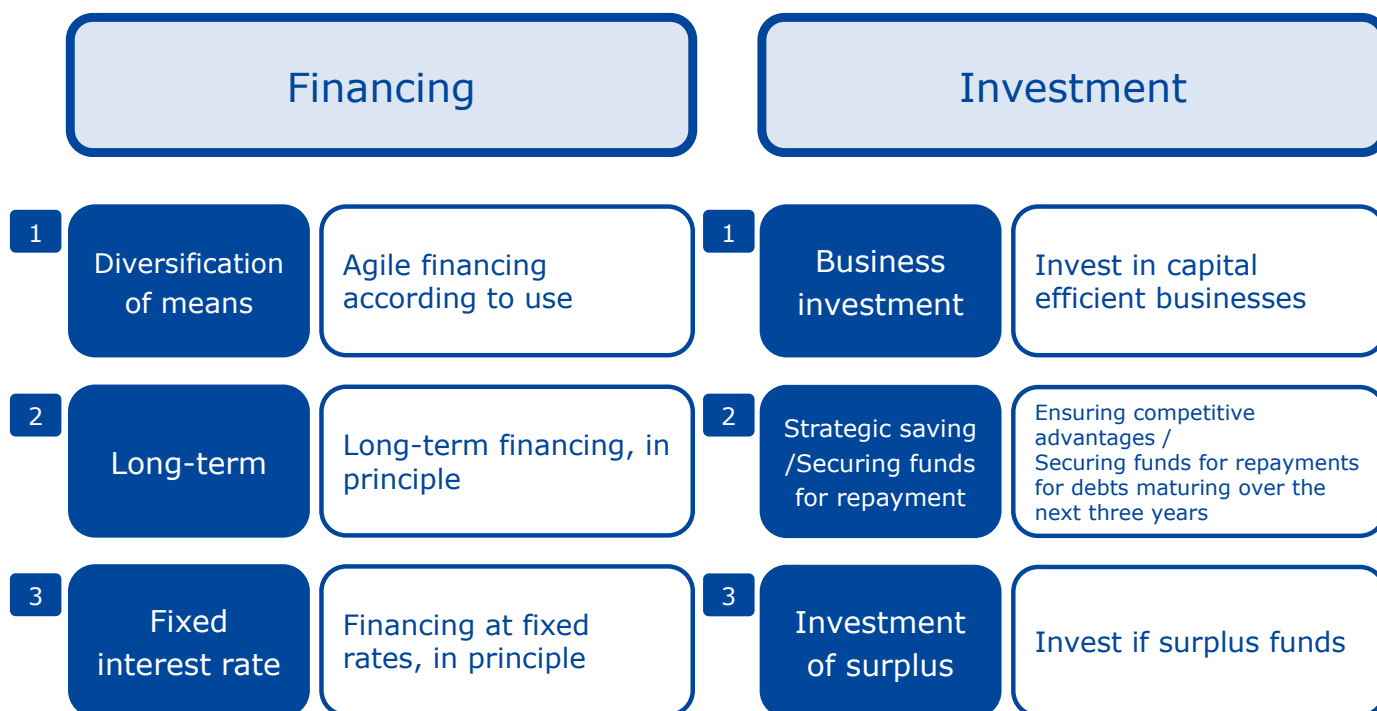 Financing
1
Diversification
of means
Agile financing
according to use
2
Long-term
Long-term financing, in
principle
3
Fixed
interest rate
Financing at fixed
rates, in principle
Investment
1
Business
investment
Invest in capital
efficient businesses
2
Strategic saving
/Securing funds
for repayment
Ensuring competitive
advantages /
Securing funds for repayments
for debts maturing over the
next three years
3
Investment
of surplus
Invest if surplus funds